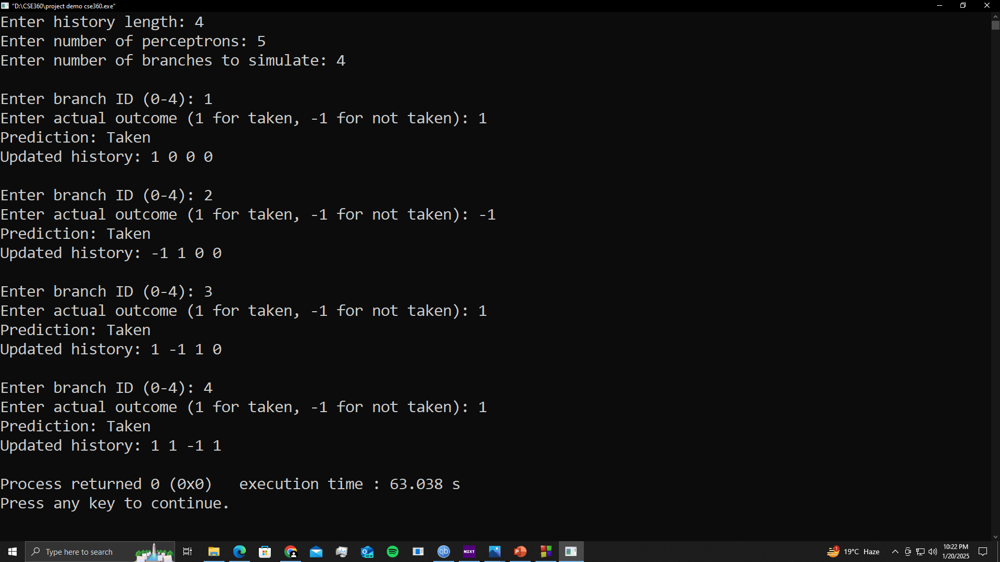 "D:\CSE360\project demo cse360.exe"
Enter history length: 4
Enter number of perceptrons: 5
Enter number of branches to simulate: 4
Enter branch ID (0-4): 1
Enter actual outcome (1 for taken, -1 for not taken): 1
Prediction: Taken
Updated history: 1 0 0 0
Enter branch ID (0-4): 2
Enter actual outcome (1 for taken, -1 for not taken): -1
Prediction: Taken
Updated history: -1 1 0 0
Enter branch ID (0-4): 3
Enter actual outcome (1 for taken, -1 for not taken): 1
Prediction: Taken
Updated history: 1 -1 1 0
Enter branch ID (0-4): 4
Enter actual outcome (1 for taken, -1 for not taken): 1
Prediction: Taken
Updated history: 1 1 -1 1
Process returned 0 (0x0)   execution time : 63.038 s
Press any key to continue.
Type here to search
NEW
qb
NZXT
P
1
19°C Haze
10:22 PM
1/20/2025